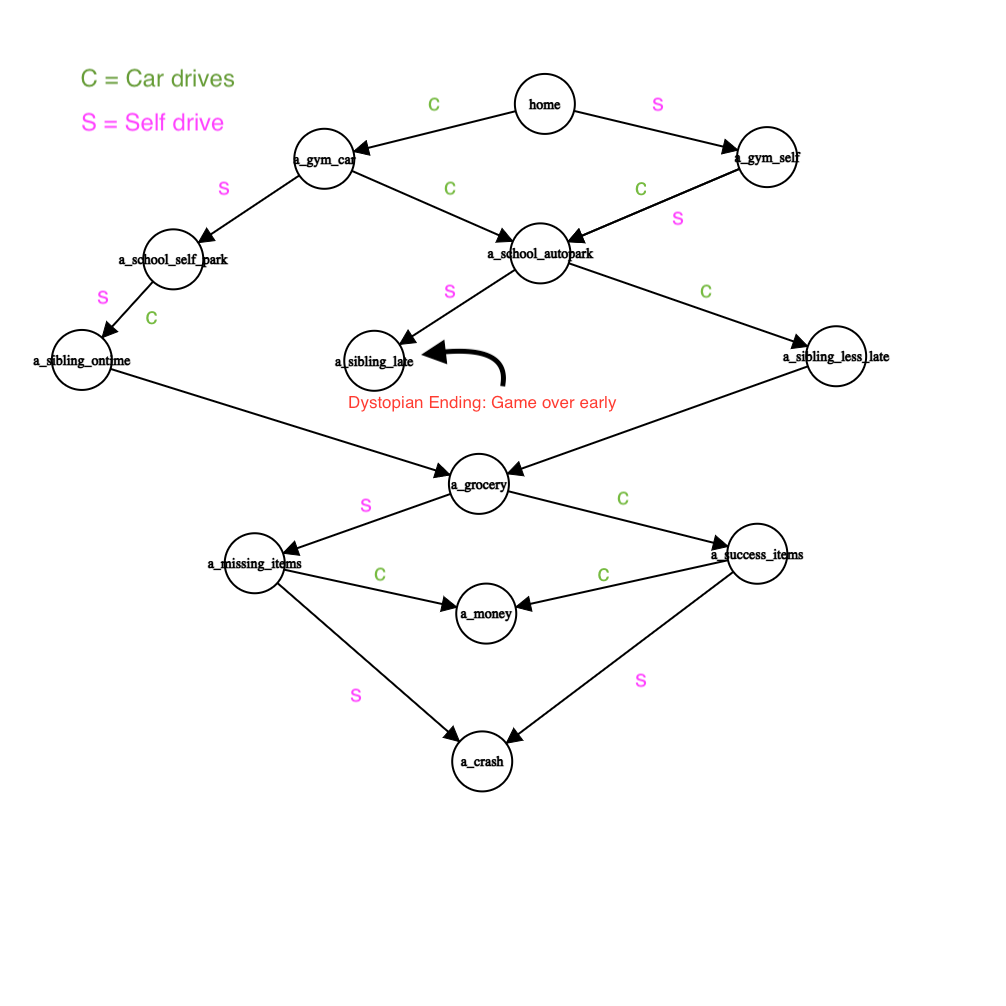 C = Car drives
S = Self drive
home
C
S
a_gym_car
a_gym_self
S
C
C
S
a_school_self_park
a_school_autopark
S
C
S
C
a_sibling_ontime
a_sibling_late
a_sibling_less_late
Dystopian Ending: Game over early
a_grocery
S
C
a_missing_items
a_success_items
C
C
a_money
S
S
a_crash